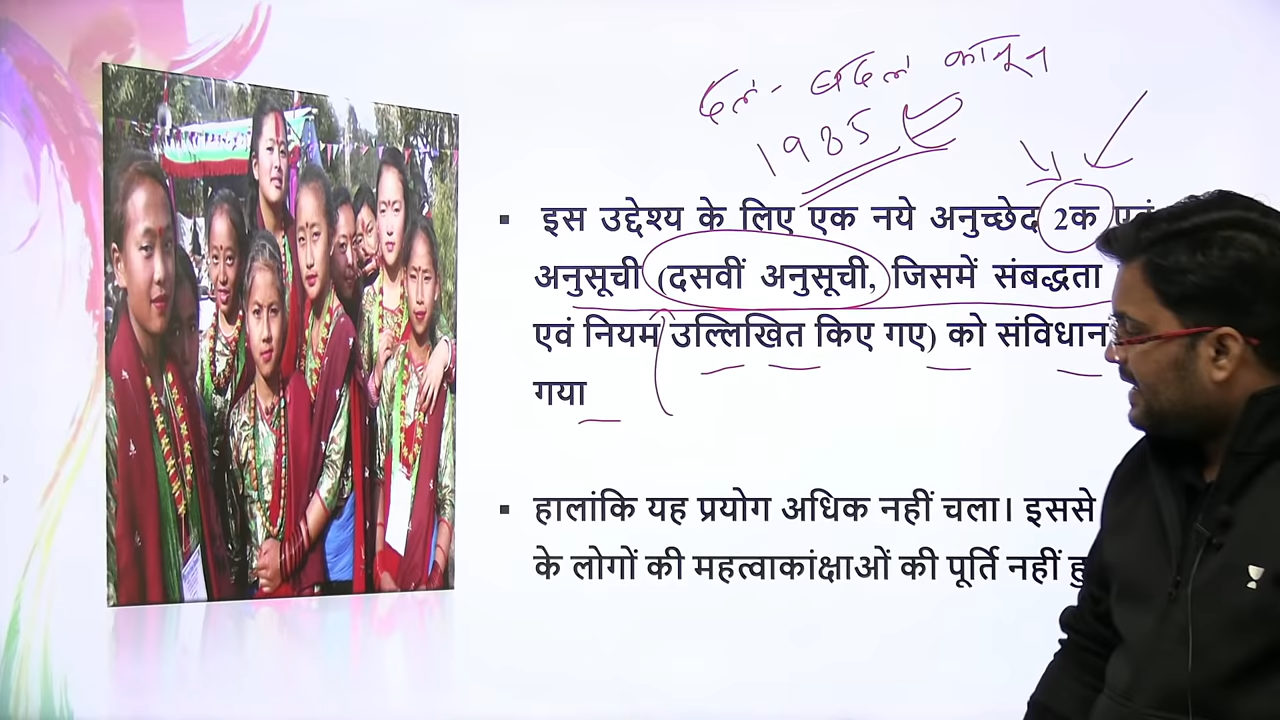 दल-बदल कानून
1985
इस उद्देश्य के लिए एक नये अनुच्छेद 2क एवं
अनुसूची (दसवीं अनुसूची, जिसमें संबद्धता
एवं नियम उल्लिखित किए गए) को संविधान
गया
हालांकि यह प्रयोग अधिक नहीं चला। इससे
के लोगों की महत्वाकांक्षाओं की पूर्ति नहीं